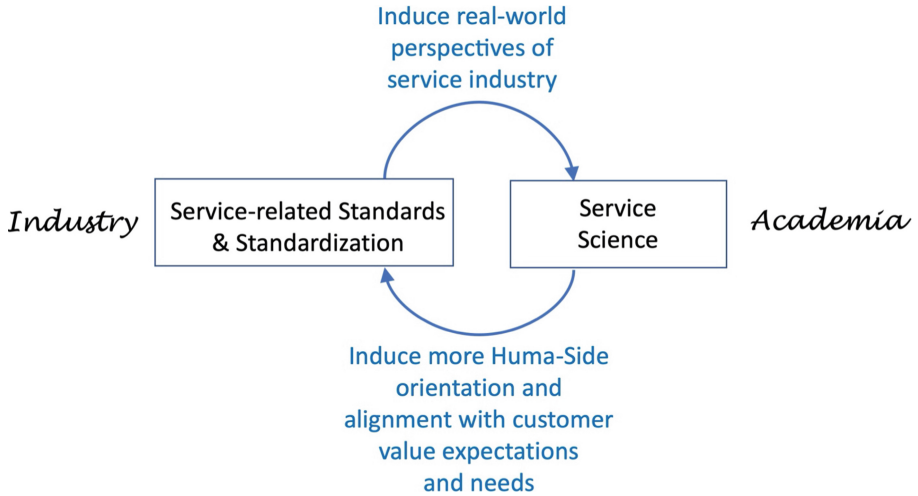 Induce real-world
perspectives of
service industry
Industry
Service-related Standards
& Standardization
Service
Science
Academia
Induce more Huma-Side
orientation and
alignment with customer
value expectations
and needs